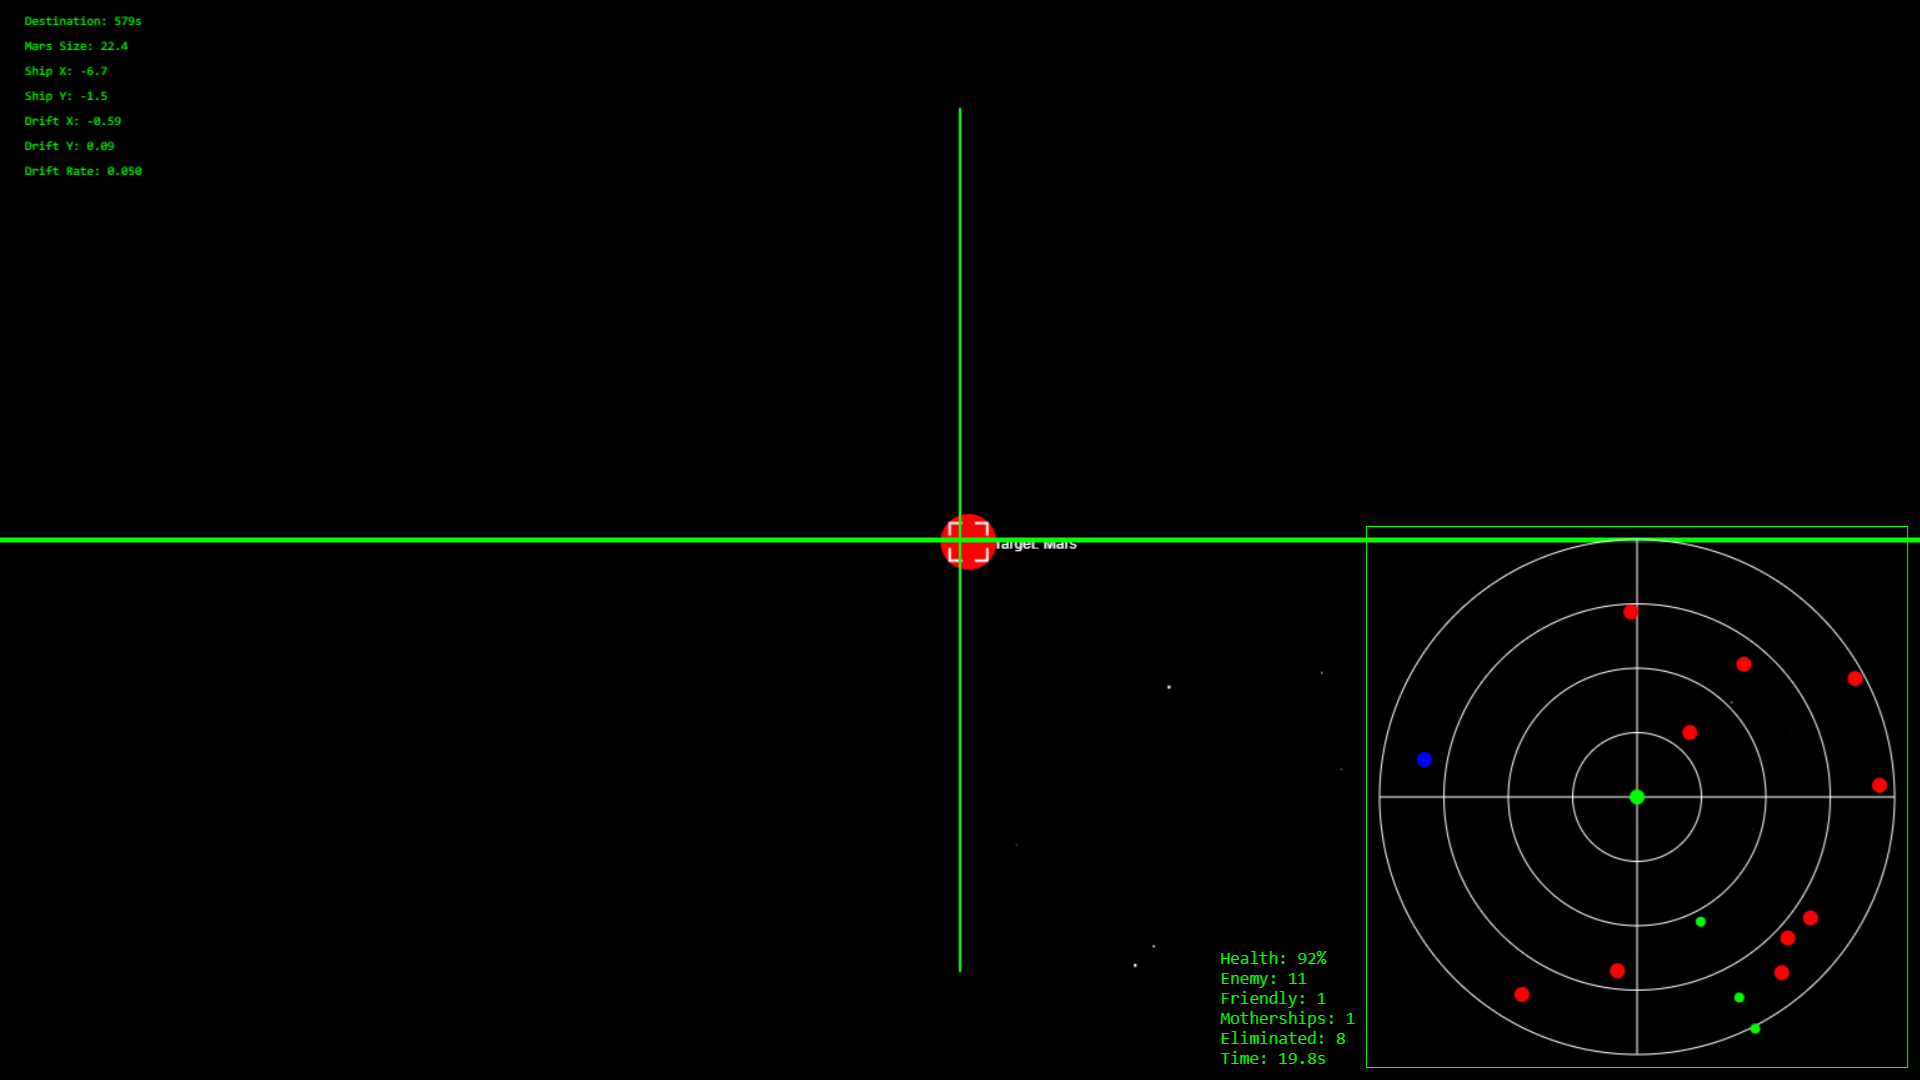 Destination: 579s
Mars Size: 22.4
Ship X: -6.7
Ship Y: -1.5
Drift X: -0.59
Drift Y: 0.09
Drift Rate: 0.050
Target: Mars
Health: 92%
Enemy: 11
Friendly: 1
Motherships: 1
Eliminated: 8
Time: 19.8s